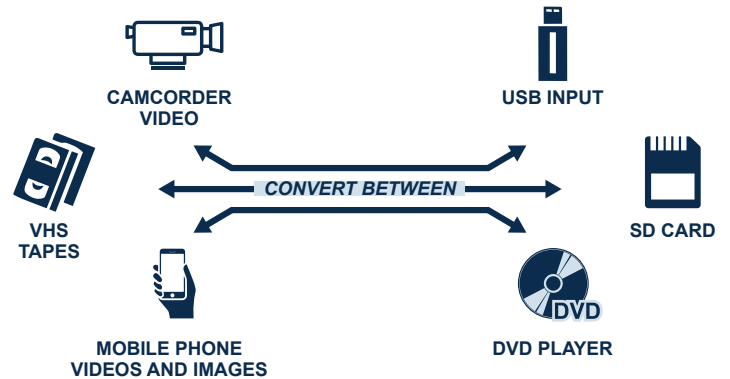 CAMCORDER
VIDEO
USB INPUT
CONVERT BETWEEN
VHS
TAPES
SD CARD
DVD
MOBILE PHONE
VIDEOS AND IMAGES
DVD PLAYER